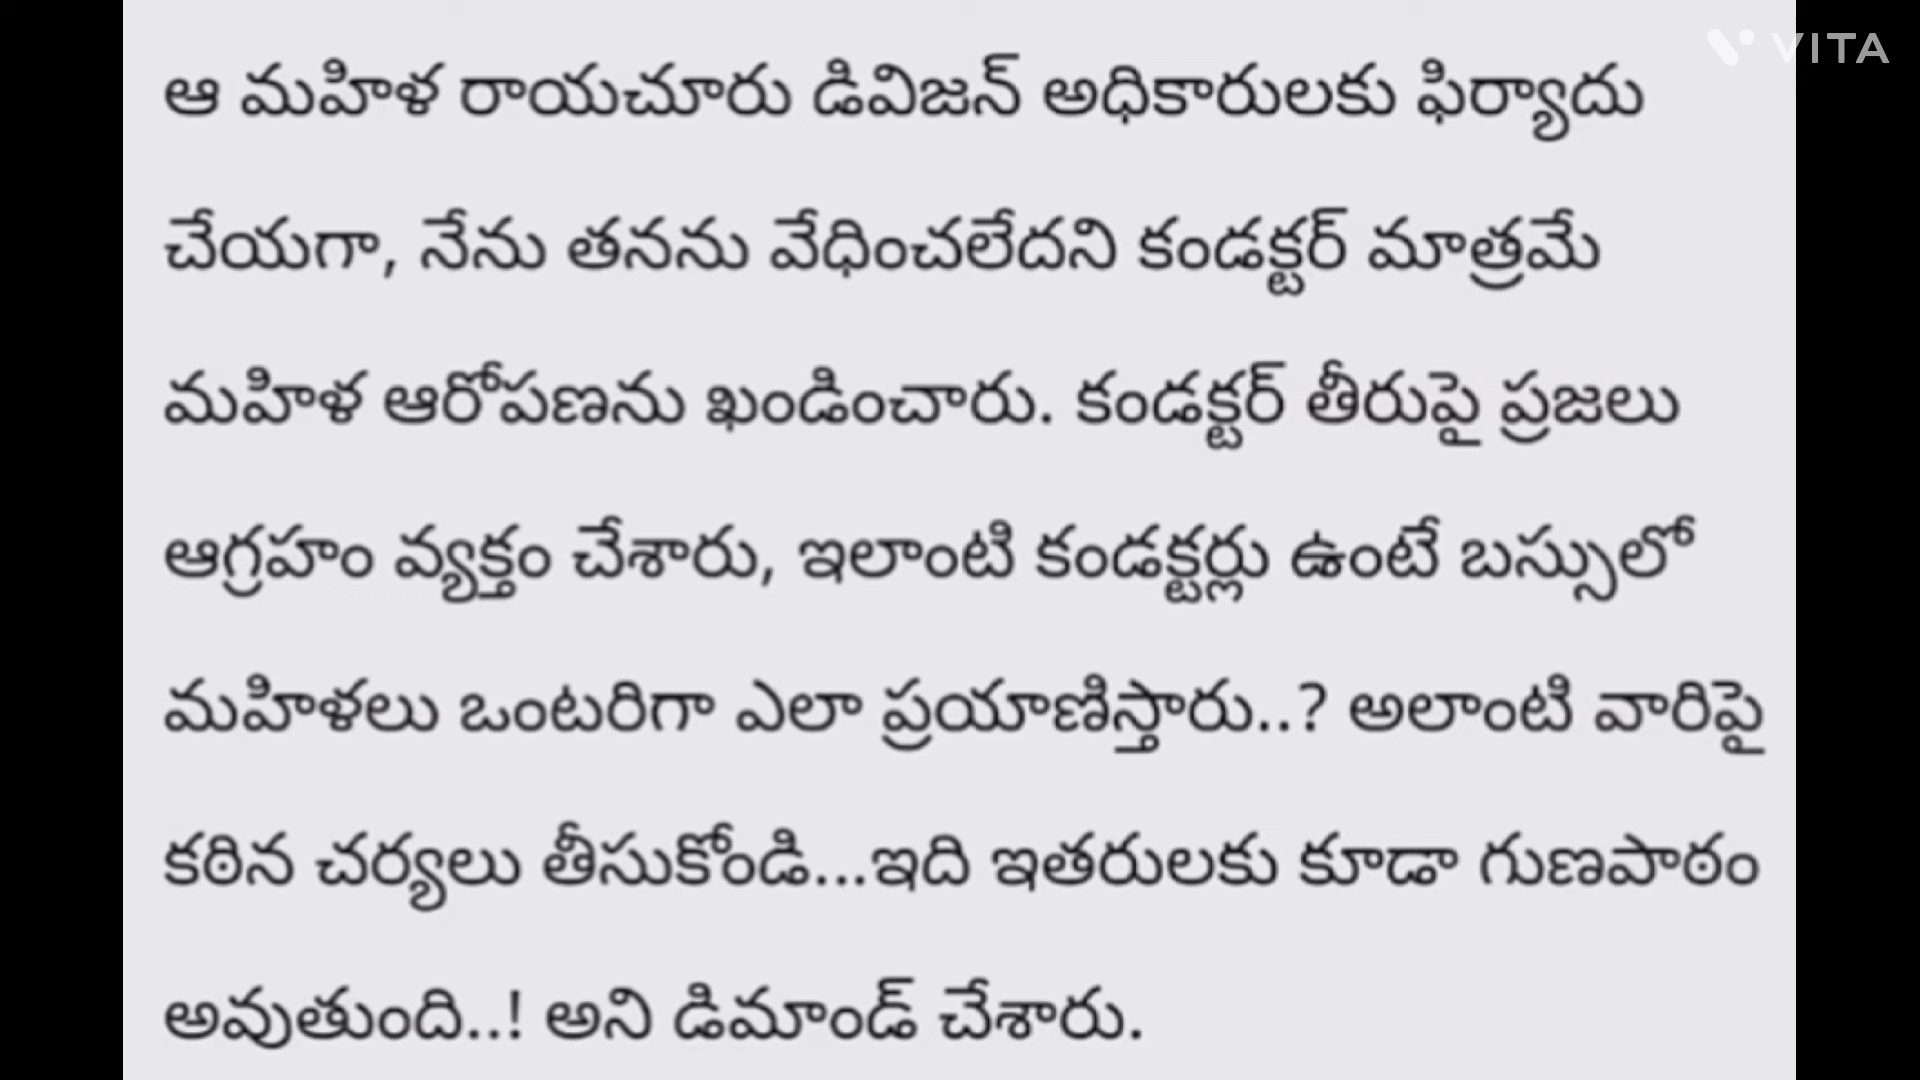 ఆ మహిళ రాయచూరు డివిజన్ అధికారులకు ఫిర్యాదు
చేయగా, నేను తనను వేధించలేదని కండక్టర్ మాత్రమే
మహిళ ఆరోపణను ఖండించారు. కండక్టర్ తీరుపై ప్రజలు
ఆగ్రహం వ్యక్తం చేశారు, ఇలాంటి కండక్టర్లు ఉంటే బస్సులో
మహిళలు ఒంటరిగా ఎలా ప్రయాణిస్తారు..? అలాంటి వారిపై
కఠిన చర్యలు తీసుకోండి...ఇది ఇతరులకు కూడా గుణపాఠం
అవుతుంది..! అని డిమాండ్ చేశారు.
VITA